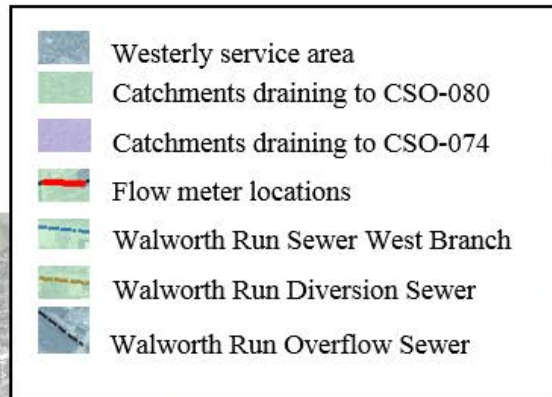 Westerly service area
Catchments draining to CSO-080
Catchments draining to CSO-074
Flow meter locations
Walworth Run Sewer West Branch
Walworth Run Diversion Sewer
Walworth Run Overflow Sewer